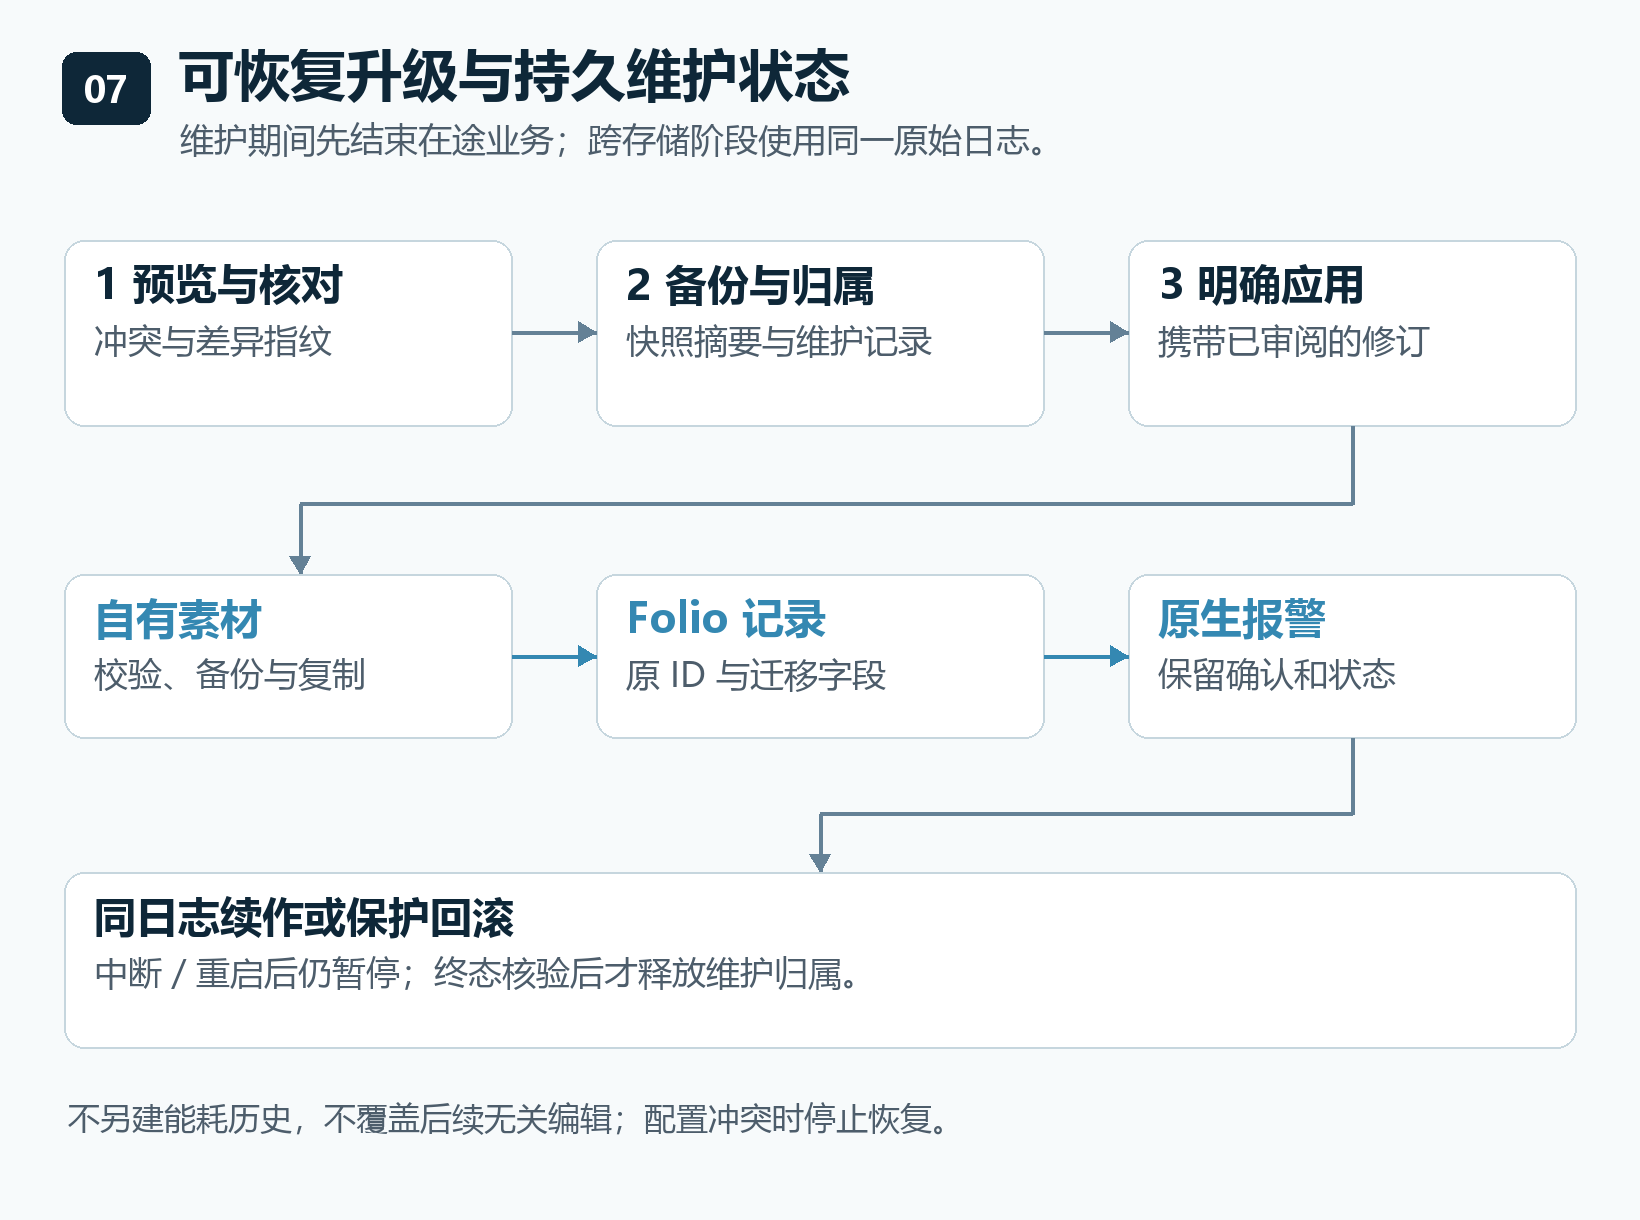 07
可恢复升级与持久维护状态
维护期间先结束在途业务；跨存储阶段使用同一原始日志。
1 预览与核对
冲突与差异指纹
2 备份与归属
快照摘要与维护记录
3 明确应用
携带已审阅的修订
自有素材
校验、备份与复制
Folio 记录
原 ID 与迁移字段
原生报警
保留确认和状态
同日志续作或保护回滚
中断 / 重启后仍暂停；终态核验后才释放维护归属。
不另建能耗历史，不覆盖后续无关编辑；配置冲突时停止恢复。